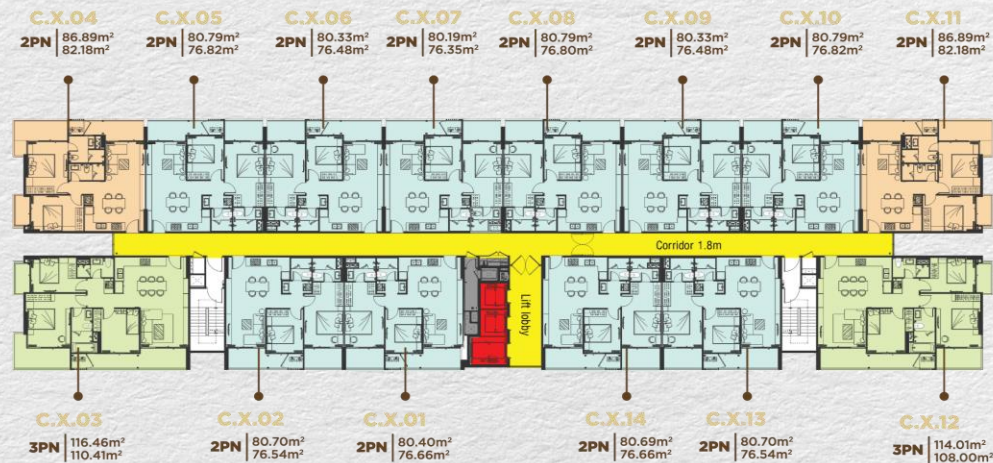 C.X.04 C.X.05 C.X.06 C.X.07 C.X.08 C.X.09 C.X.10 C.X.11
2PN 86.89m² 2PN 80.79m² 2PN 80.33m² 2PN 80.19m² 2PN 80.79m² 2PN 80.33m² 2PN 80.79m² 2PN 86.89m²
82.18m² 76.82m² 76.48m² 76.35m² 76.80m² 76.48m² 76.82m² 82.18m²
Corridor 1.8m
Lift lobby
C.X.03 C.X.02 C.X.01 C.X.14 C.X.13 C.X.12
3PN 116.46m² 2PN 80.70m² 2PN 80.40m² 2PN 80.69m² 2PN 80.70m² 3PN 114.01m²
110.41m² 76.54m² 76.66m² 76.66m² 76.54m² 108.00m²